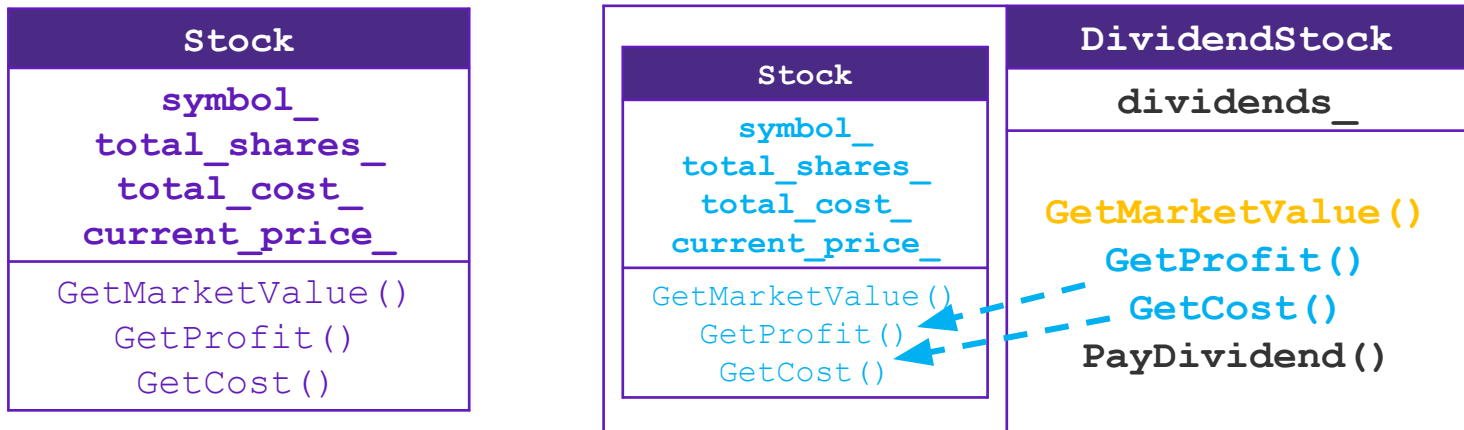 Stock
symbol_
total_shares_
total_cost_
current_price_
GetMarketValue()
GetProfit()
GetCost()
Stock
symbol_
total_shares_
total_cost_
current_price_
GetMarketValue()
GetProfit()
GetCost()
DividendStock
dividends_
GetMarketValue()
GetProfit()
GetCost()
PayDividend()